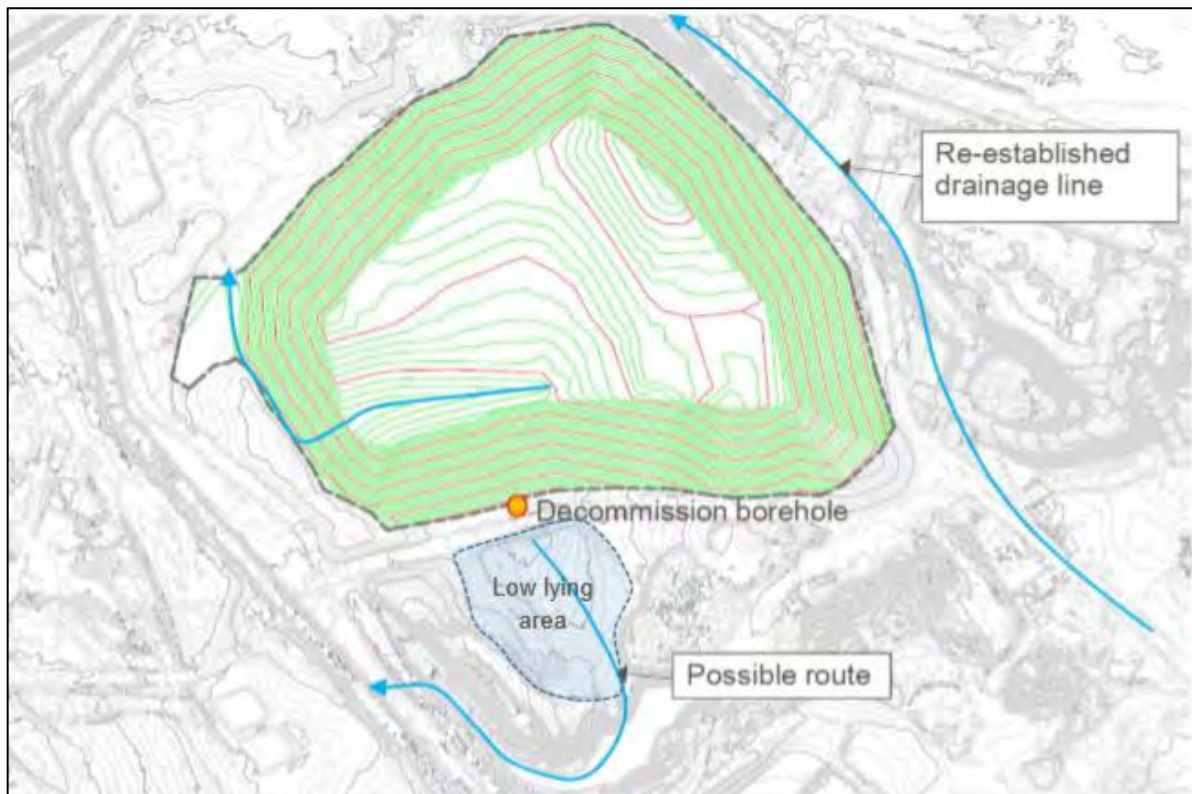 Re-established
drainage line
Decommission borehole
Low lying
area
Possible route